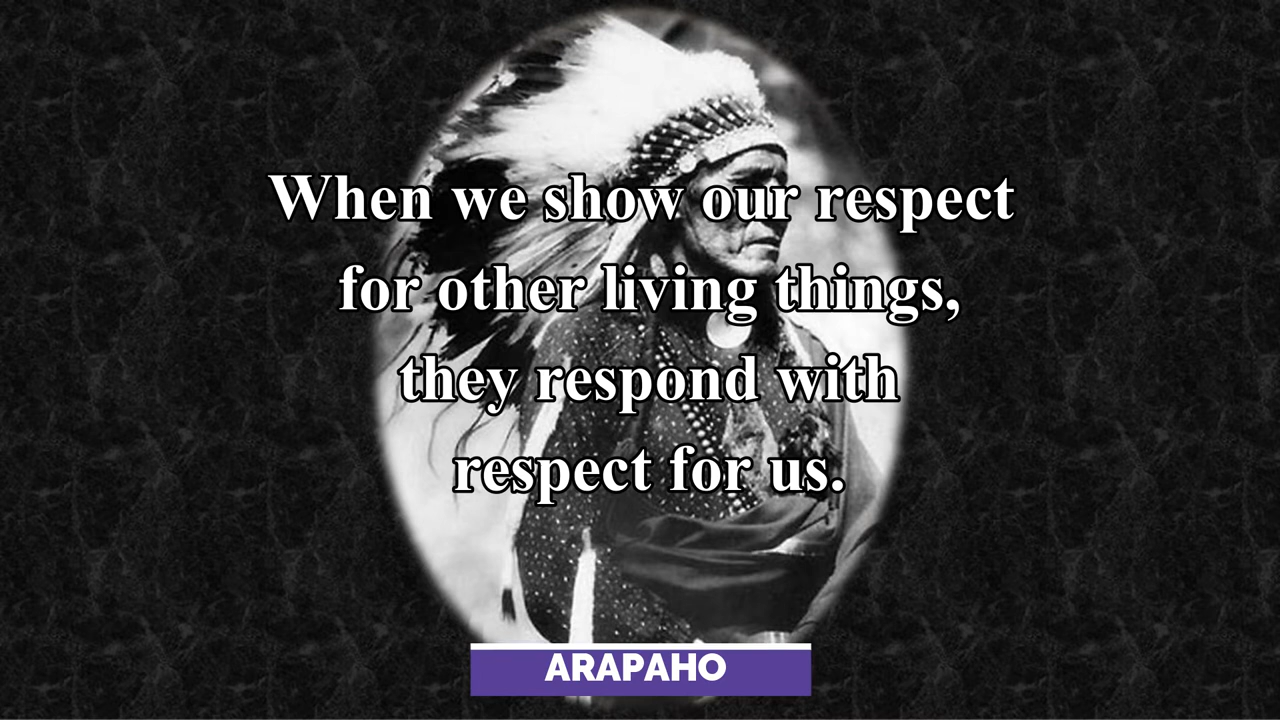 When we show our respect
for other living things,
they respond with
respect for us.
ARAPAHO